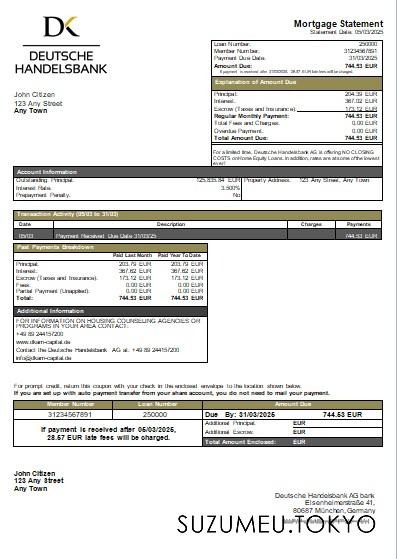 DK
DEUTSCHE
HANDELSBANK
Mortgage Statement
Statement Date: 05/03/2025
Loan Number: 250000
Member Number: 31234567891
Payment Due Date: 31/03/2025
Amount Due: 744.53 EUR
If payment is received after 31/03/2025, 28.57 EUR late fees will be charged.
Explanation of Amount Due
Principal: 204.39 EUR
Interest: 367.02 EUR
Escrow (Taxes and Insurance): 173.12 EUR
Regular Monthly Payment: 744.53 EUR
Total Fees and Charges: 0.00 EUR
Overdue Payment: 0.00 EUR
Total Amount Due: 744.53 EUR
John Citizen
123 Any Street
Any Town
For a limited time, Deutsche Handelsbank AG is offering NO CLOSING
COSTS on Home Equity Loans. In addition, rates are at some of the lowest
ever!
Account Information
Outstanding Principal: 125,835.84 EUR
Interest Rate: 3.500%
Prepayment Penalty: No
Property Address: 123 Any Street, Any Town
Transaction Activity (05/03 to 31/03)
Date Description Charges Payments
05/03 Payment Received Due Date 31/03/25 744.53 EUR
Past Payments Breakdown
Paid Last Month Paid Year To Date
Principal: 203.79 EUR 203.79 EUR
Interest: 367.62 EUR 367.62 EUR
Escrow (Taxes and Insurance): 173.12 EUR 173.12 EUR
Fees: 0.00 EUR 0.00 EUR
Partial Payment (Unapplied): 0.00 EUR 0.00 EUR
Total: 744.53 EUR 744.53 EUR
Additional Information
FOR INFORMATION ON HOUSING COUNSELING AGENCIES OR
PROGRAMS IN YOUR AREA CONTACT:
+49 89 244157200
www.dkam-capital.de
Contact the Deutsche Handelsbank AG at: +49 89 244157200
info@dkam-capital.de
For prompt credit, return this coupon with your check in the enclosed envelope to the location shown below.
If you are set up with auto payment transfer from your share account, you do not need to mail your payment.
Member Number Loan Number Amount Due
31234567891 250000 Due By: 31/03/2025 744.53 EUR
If payment is received after 05/03/2025,
28.57 EUR late fees will be charged.
Additional Principal: EUR
Additional Escrow: EUR
Total Amount Enclosed: EUR
John Citizen
123 Any Street
Any Town
Deutsche Handelsbank AG bank
Elsenheimerstraße 41,
80687 München, Germany
SUZUMEU.TOKYO